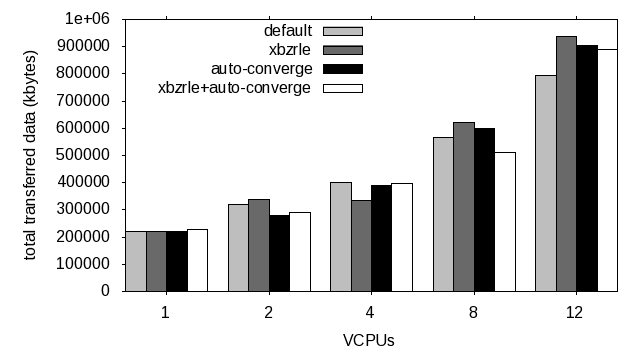 1e+06
900000
800000
700000
600000
500000
400000
300000
200000
100000
0
total transferred data (kbytes)
default
xbzrle
auto-converge
xbzrle+auto-converge
1 2 4 8 12
VCPUs